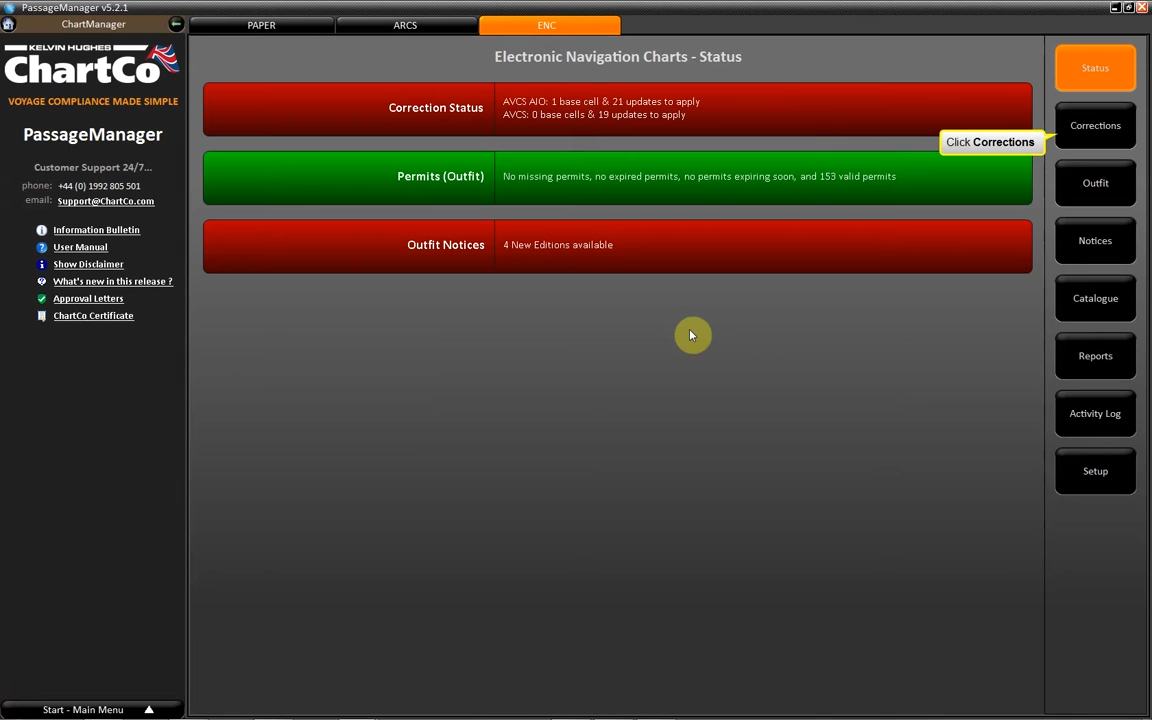 PassageManager v5.2.1
ChartManager
PAPER
ARCS
ENC
KELVIN HUGHES
ChartCo
VOYAGE COMPLIANCE MADE SIMPLE
PassageManager
Customer Support 24/7...
phone: +44 (0) 1992 805 501
email: Support@ChartCo.com
Information Bulletin
User Manual
Show Disclaimer
What's new in this release ?
Approval Letters
ChartCo Certificate
Start - Main Menu
Electronic Navigation Charts - Status
Correction Status
AVCS AIO: 1 base cell & 21 updates to apply
AVCS: 0 base cells & 19 updates to apply
Permits (Outfit)
No missing permits, no expired permits, no permits expiring soon, and 153 valid permits
Outfit Notices
4 New Editions available
Click Corrections
Status
Corrections
Outfit
Notices
Catalogue
Reports
Activity Log
Setup